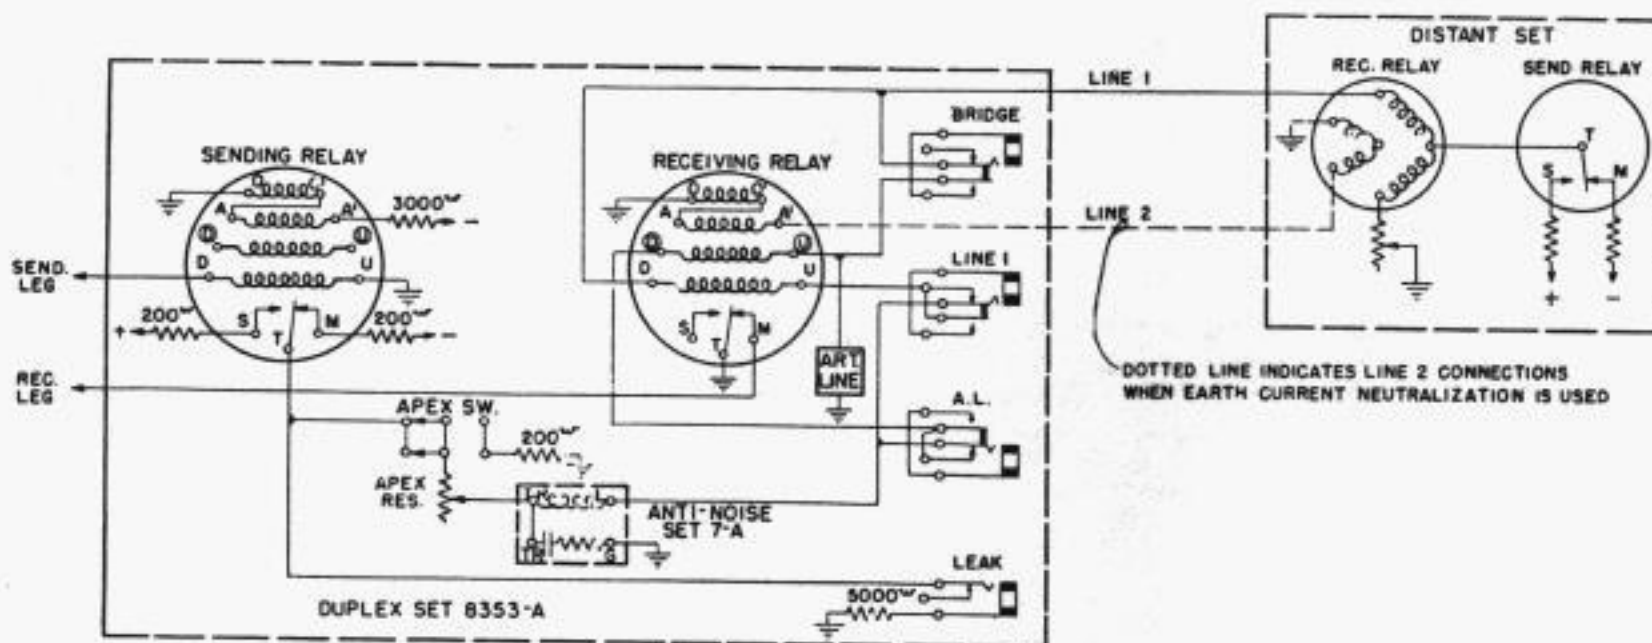 DISTANT SET
REC. RELAY
SEND RELAY
T
S
M
+
-
LINE 1
BRIDGE
SENDING RELAY
A
A'
3000ω
-
D
U
D
U
SEND.
LEG
+
200ω
S
T
M
200ω
-
RECEIVING RELAY
A
A'
D
U
D
U
S
T
M
LINE 2
LINE 1
ART.
LINE
REC.
LEG
DOTTED LINE INDICATES LINE 2 CONNECTIONS
WHEN EARTH CURRENT NEUTRALIZATION IS USED
APEX SW.
200ω
A.L.
APEX
RES.
ANTI-NOISE
SET 7-A
G
LEAK
5000ω
DUPLEX SET 8353-A